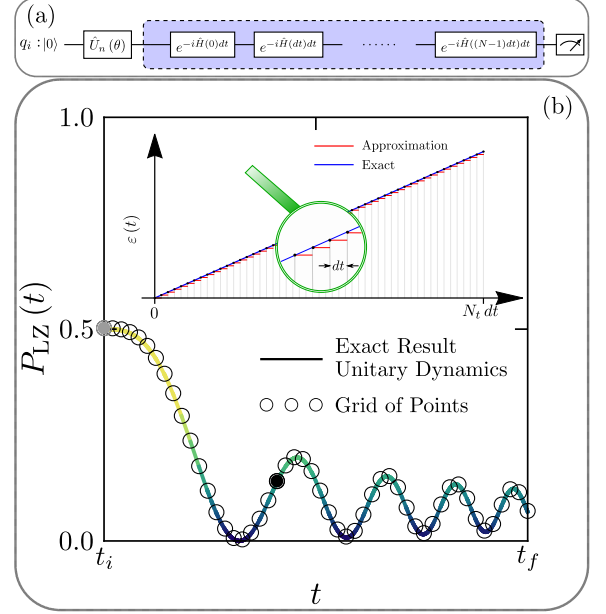 (a)
q_i : |0⟩ Û_n (θ) e^{-iĤ(0)dt} e^{-iĤ(dt)dt} ...... e^{-iĤ((N-1)dt)dt}
(b)
1.0
Approximation
Exact
ε (t)
dt
0
N_t dt
P_LZ (t)
0.5
Exact Result
Unitary Dynamics
Grid of Points
0.0
t_i
t_f
t